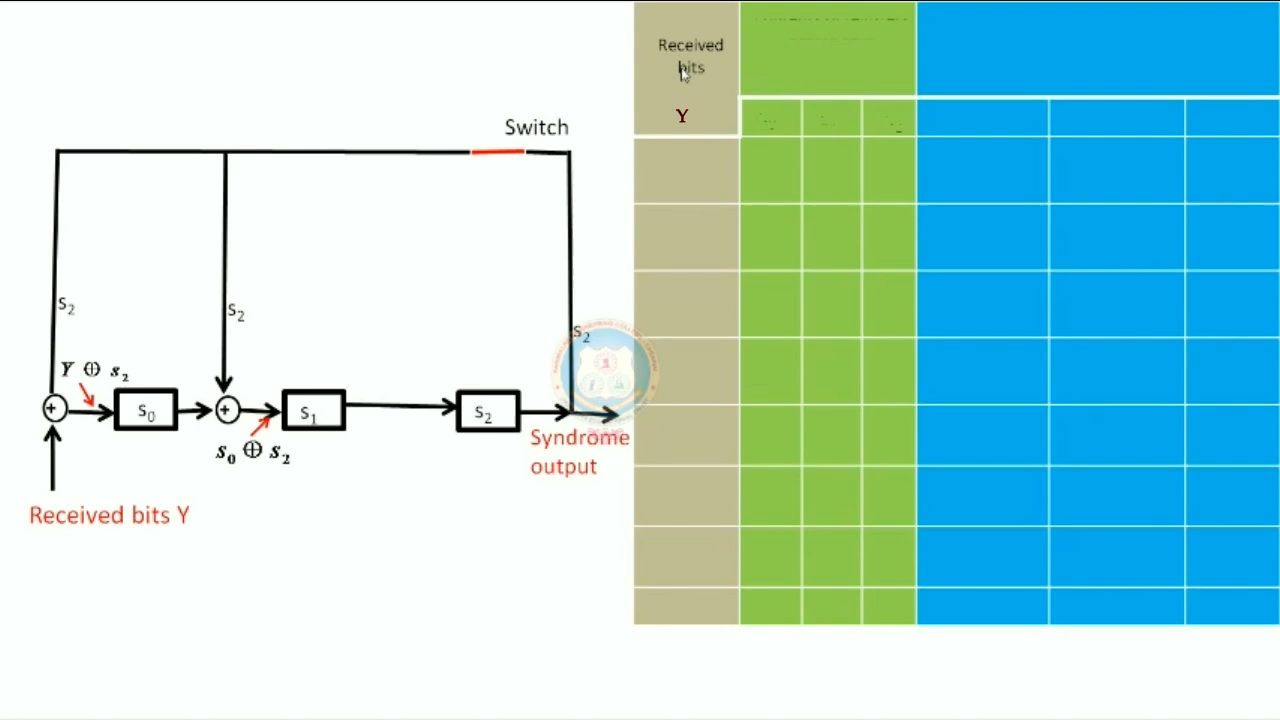 Switch
s2
s2
s2
Y ⊕ s2
s0
s1
s2
s0 ⊕ s2
Syndrome
output
Received bits Y
Received
bits
Y